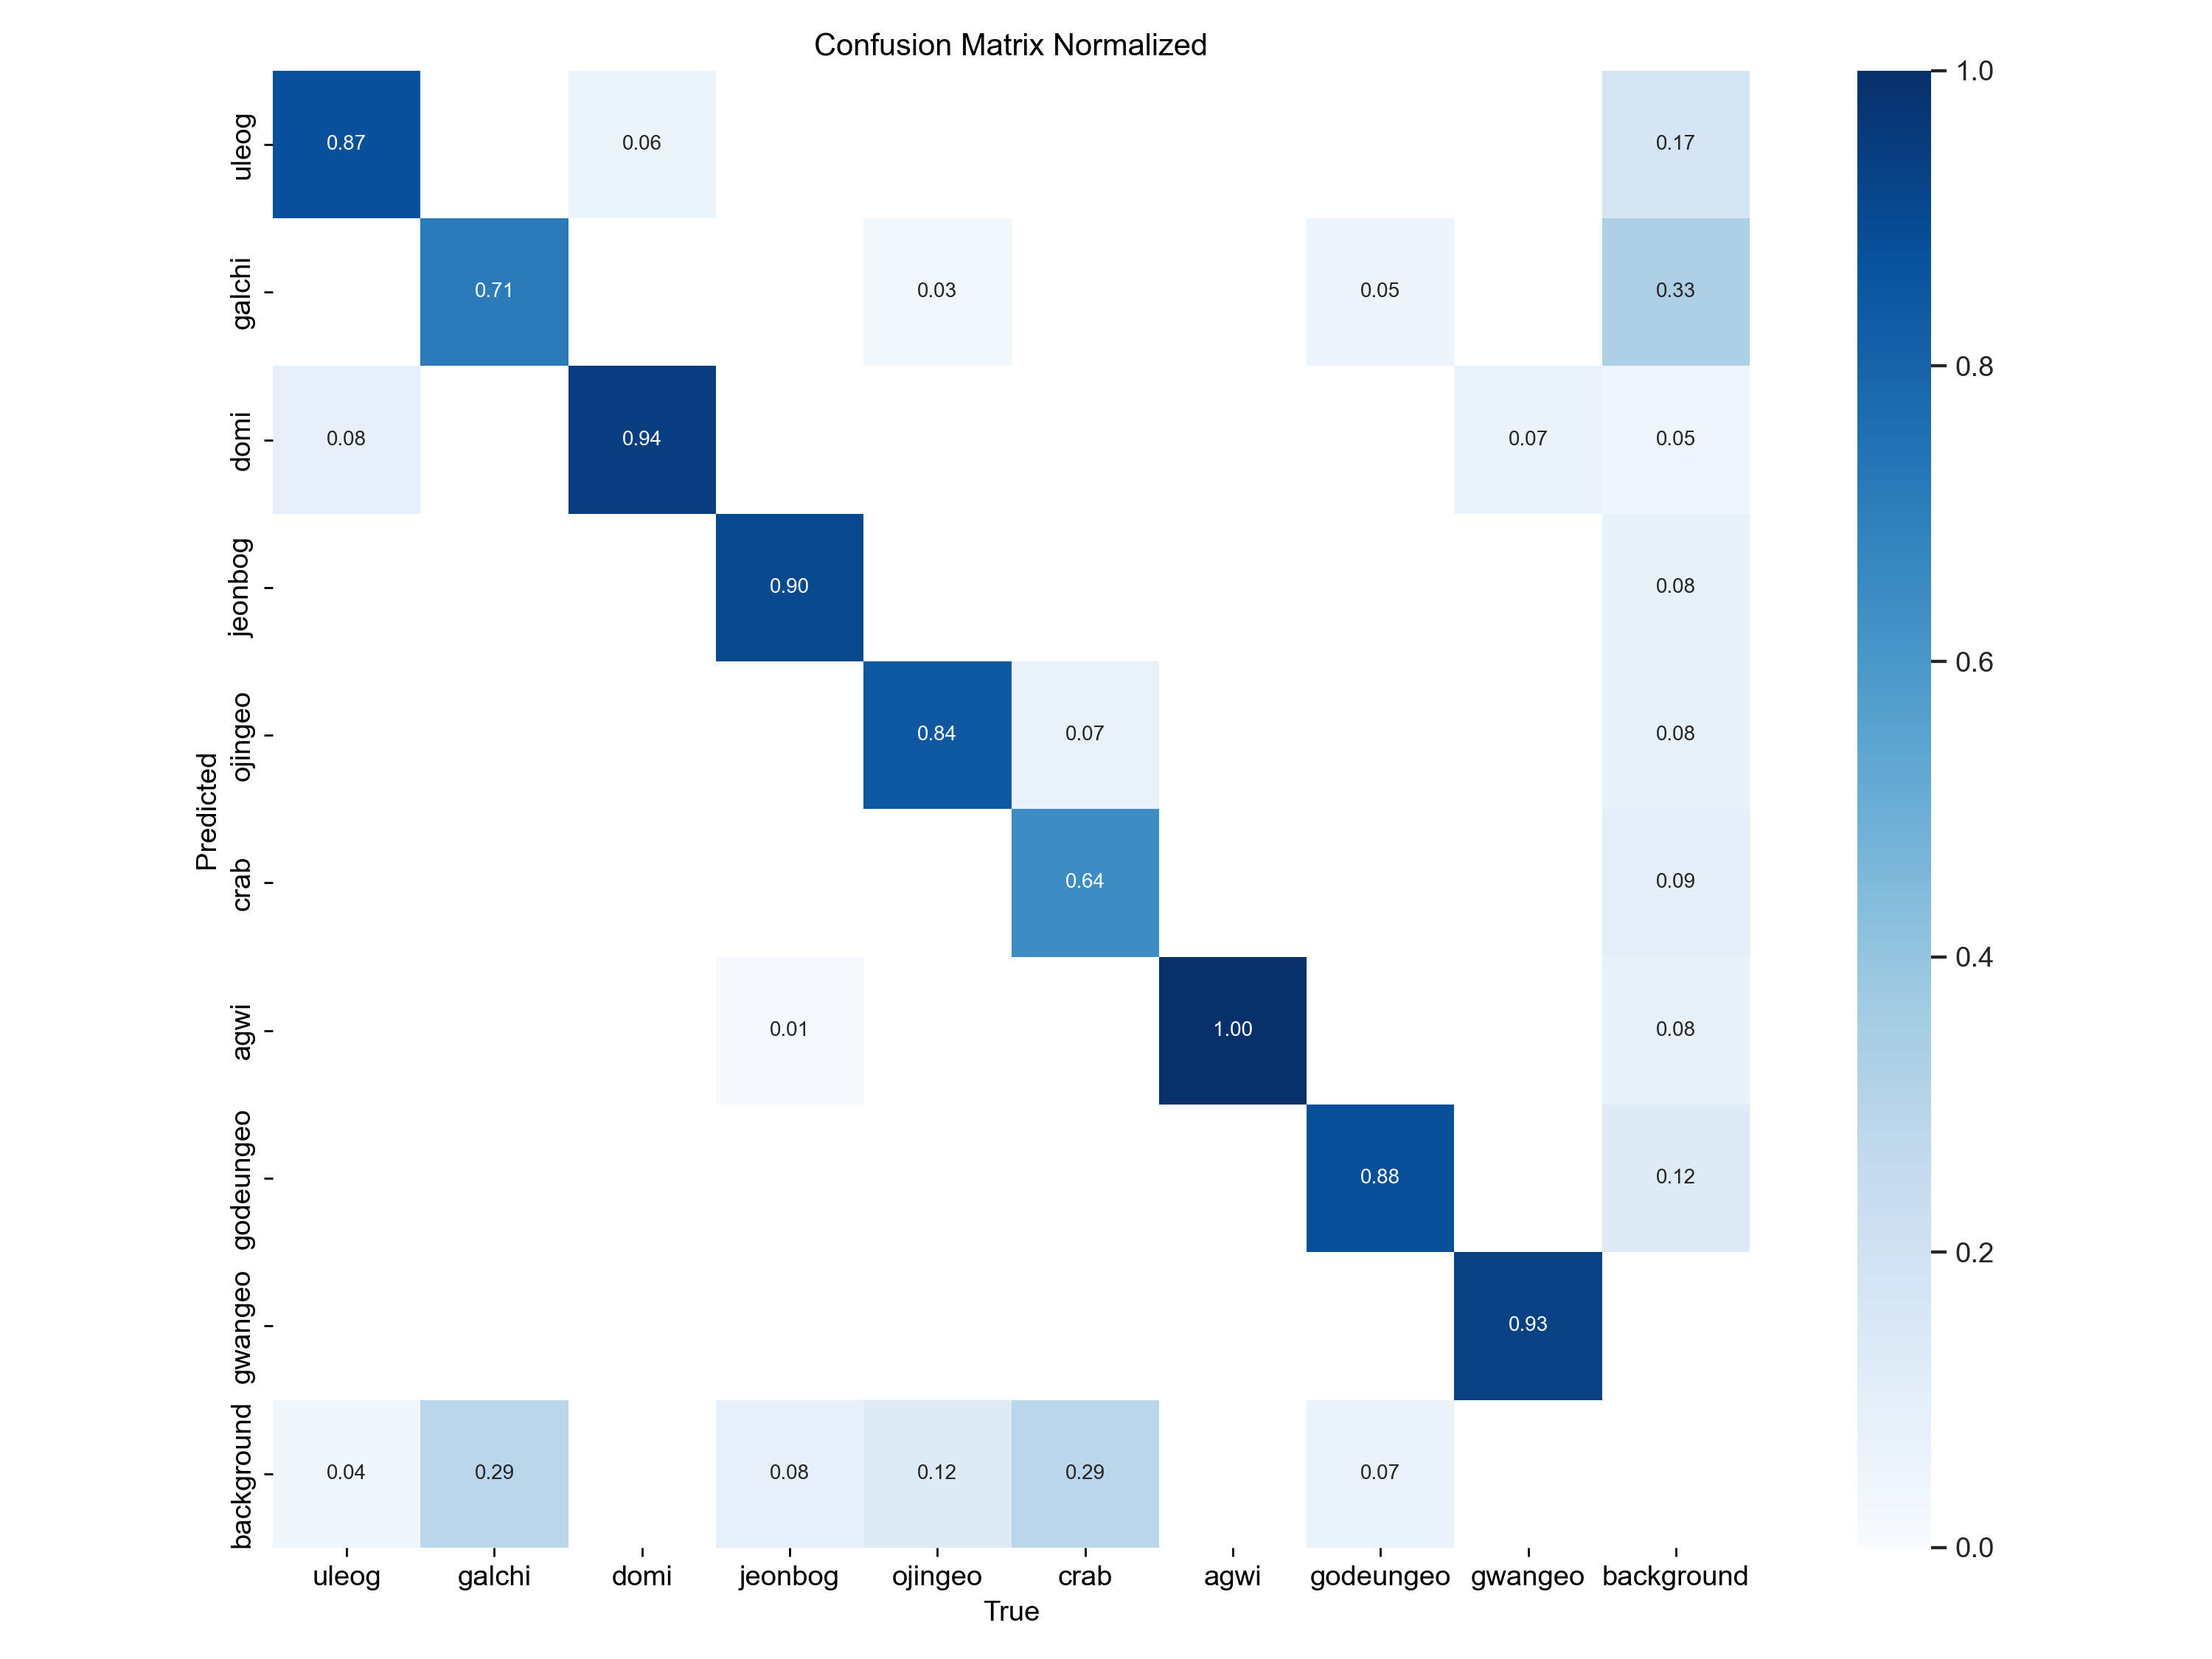 Confusion Matrix Normalized
uleog 0.87 0.06 0.17
galchi 0.71 0.03 0.05 0.33
domi 0.08 0.94 0.07 0.05
jeonbog 0.90 0.08
ojingeo 0.84 0.07 0.08
crab 0.64 0.09
agwi 0.01 1.00 0.08
godeungeo 0.88 0.12
gwangeo 0.93
background 0.04 0.29 0.08 0.12 0.29 0.07
Predicted
uleog galchi domi jeonbog ojingeo crab agwi godeungeo gwangeo background
True
1.0
0.8
0.6
0.4
0.2
0.0